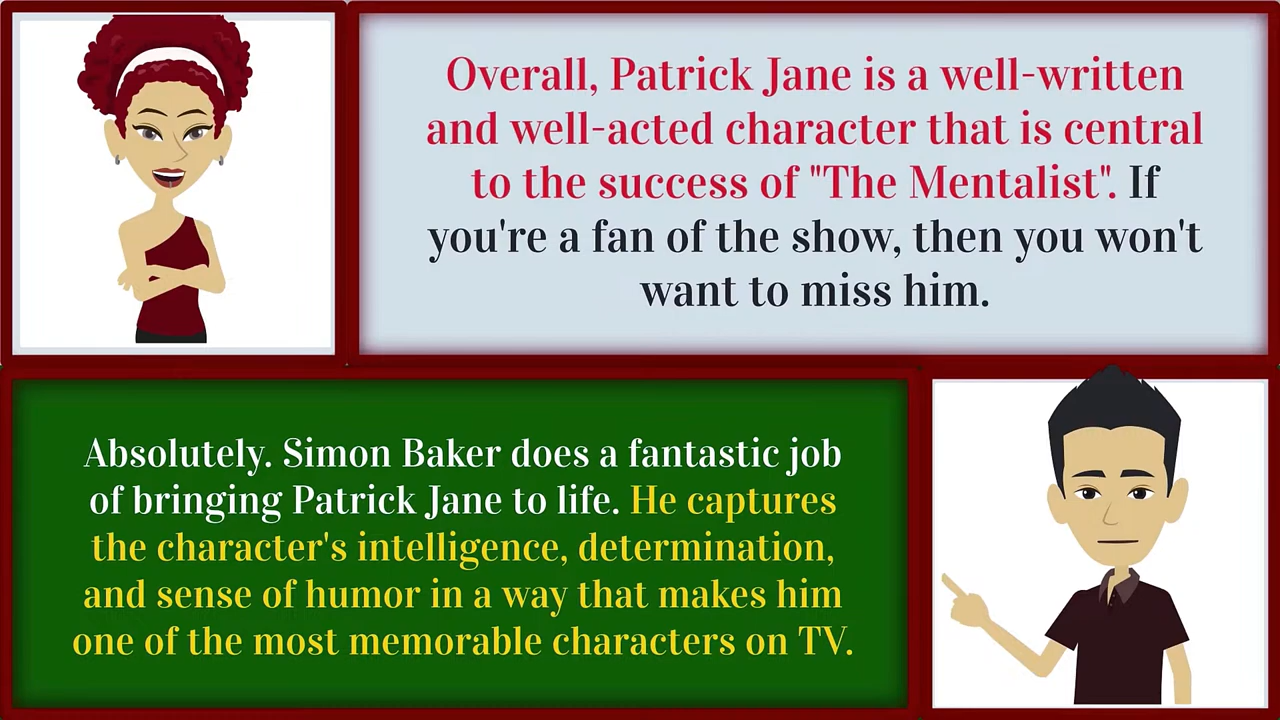 Overall, Patrick Jane is a well-written
and well-acted character that is central
to the success of "The Mentalist". If
you're a fan of the show, then you won't
want to miss him.
Absolutely. Simon Baker does a fantastic job
of bringing Patrick Jane to life. He captures
the character's intelligence, determination,
and sense of humor in a way that makes him
one of the most memorable characters on TV.